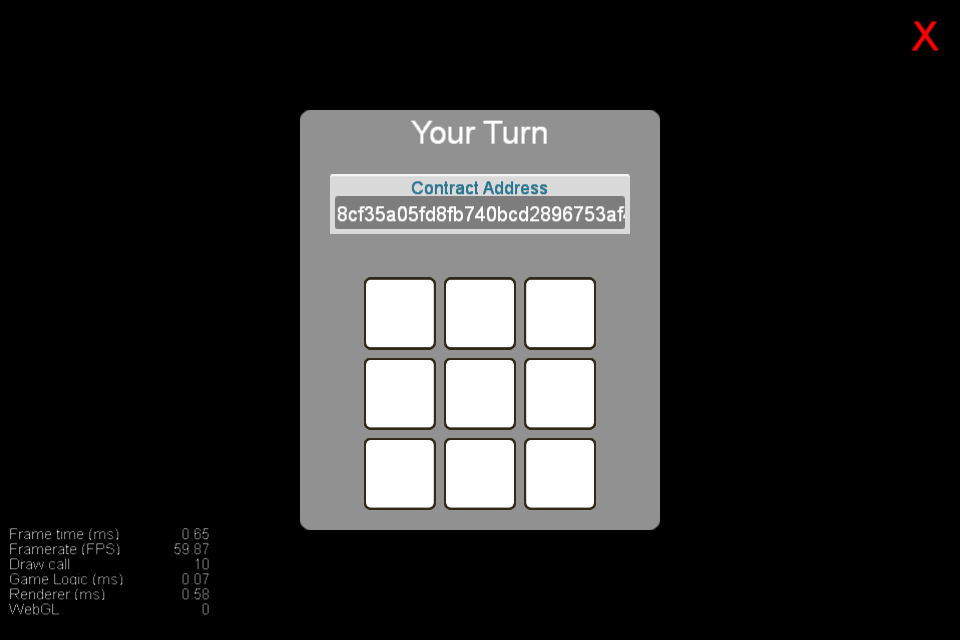 X
Your Turn
Contract Address
8cf35a05fd8fb740bcd2896753af
Frame time (ms) 0.65
Framerate (FPS) 59.87
Draw call 10
Game Logic (ms) 0.07
Renderer (ms) 0.58
WebGL 0